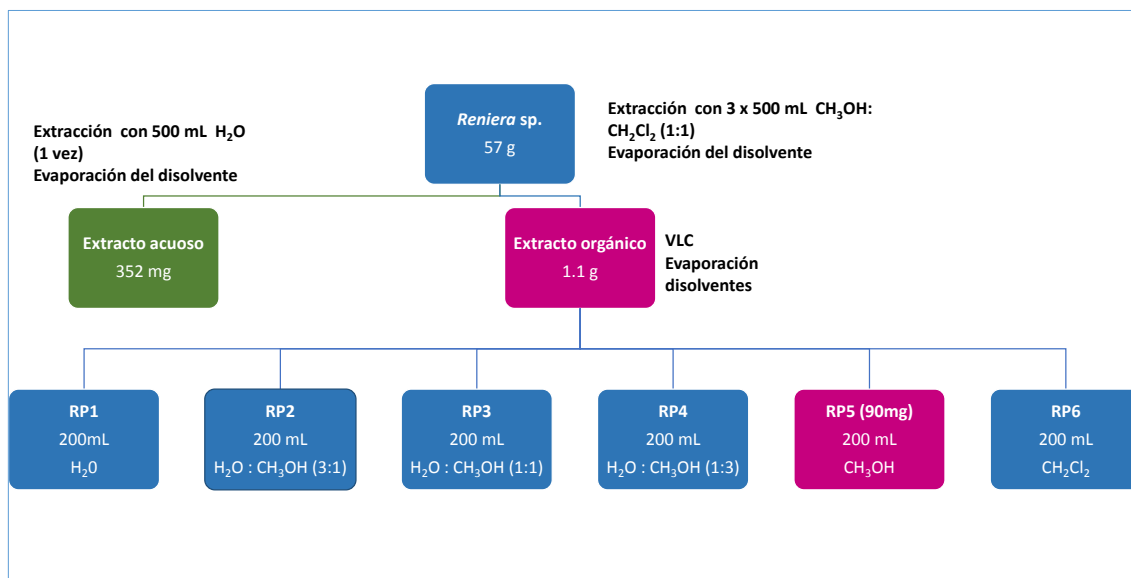 Reniera sp.
57 g
Extracción con 3 x 500 mL CH₃OH:
CH₂Cl₂ (1:1)
Evaporación del disolvente
Extracción con 500 mL H₂O
(1 vez)
Evaporación del disolvente
Extracto acuoso
352 mg
Extracto orgánico
1.1 g
VLC
Evaporación
disolventes
RP1
200mL
H₂0
RP2
200 mL
H₂O : CH₃OH (3:1)
RP3
200 mL
H₂O : CH₃OH (1:1)
RP4
200 mL
H₂O : CH₃OH (1:3)
RP5 (90mg)
200 mL
CH₃OH
RP6
200 mL
CH₂Cl₂